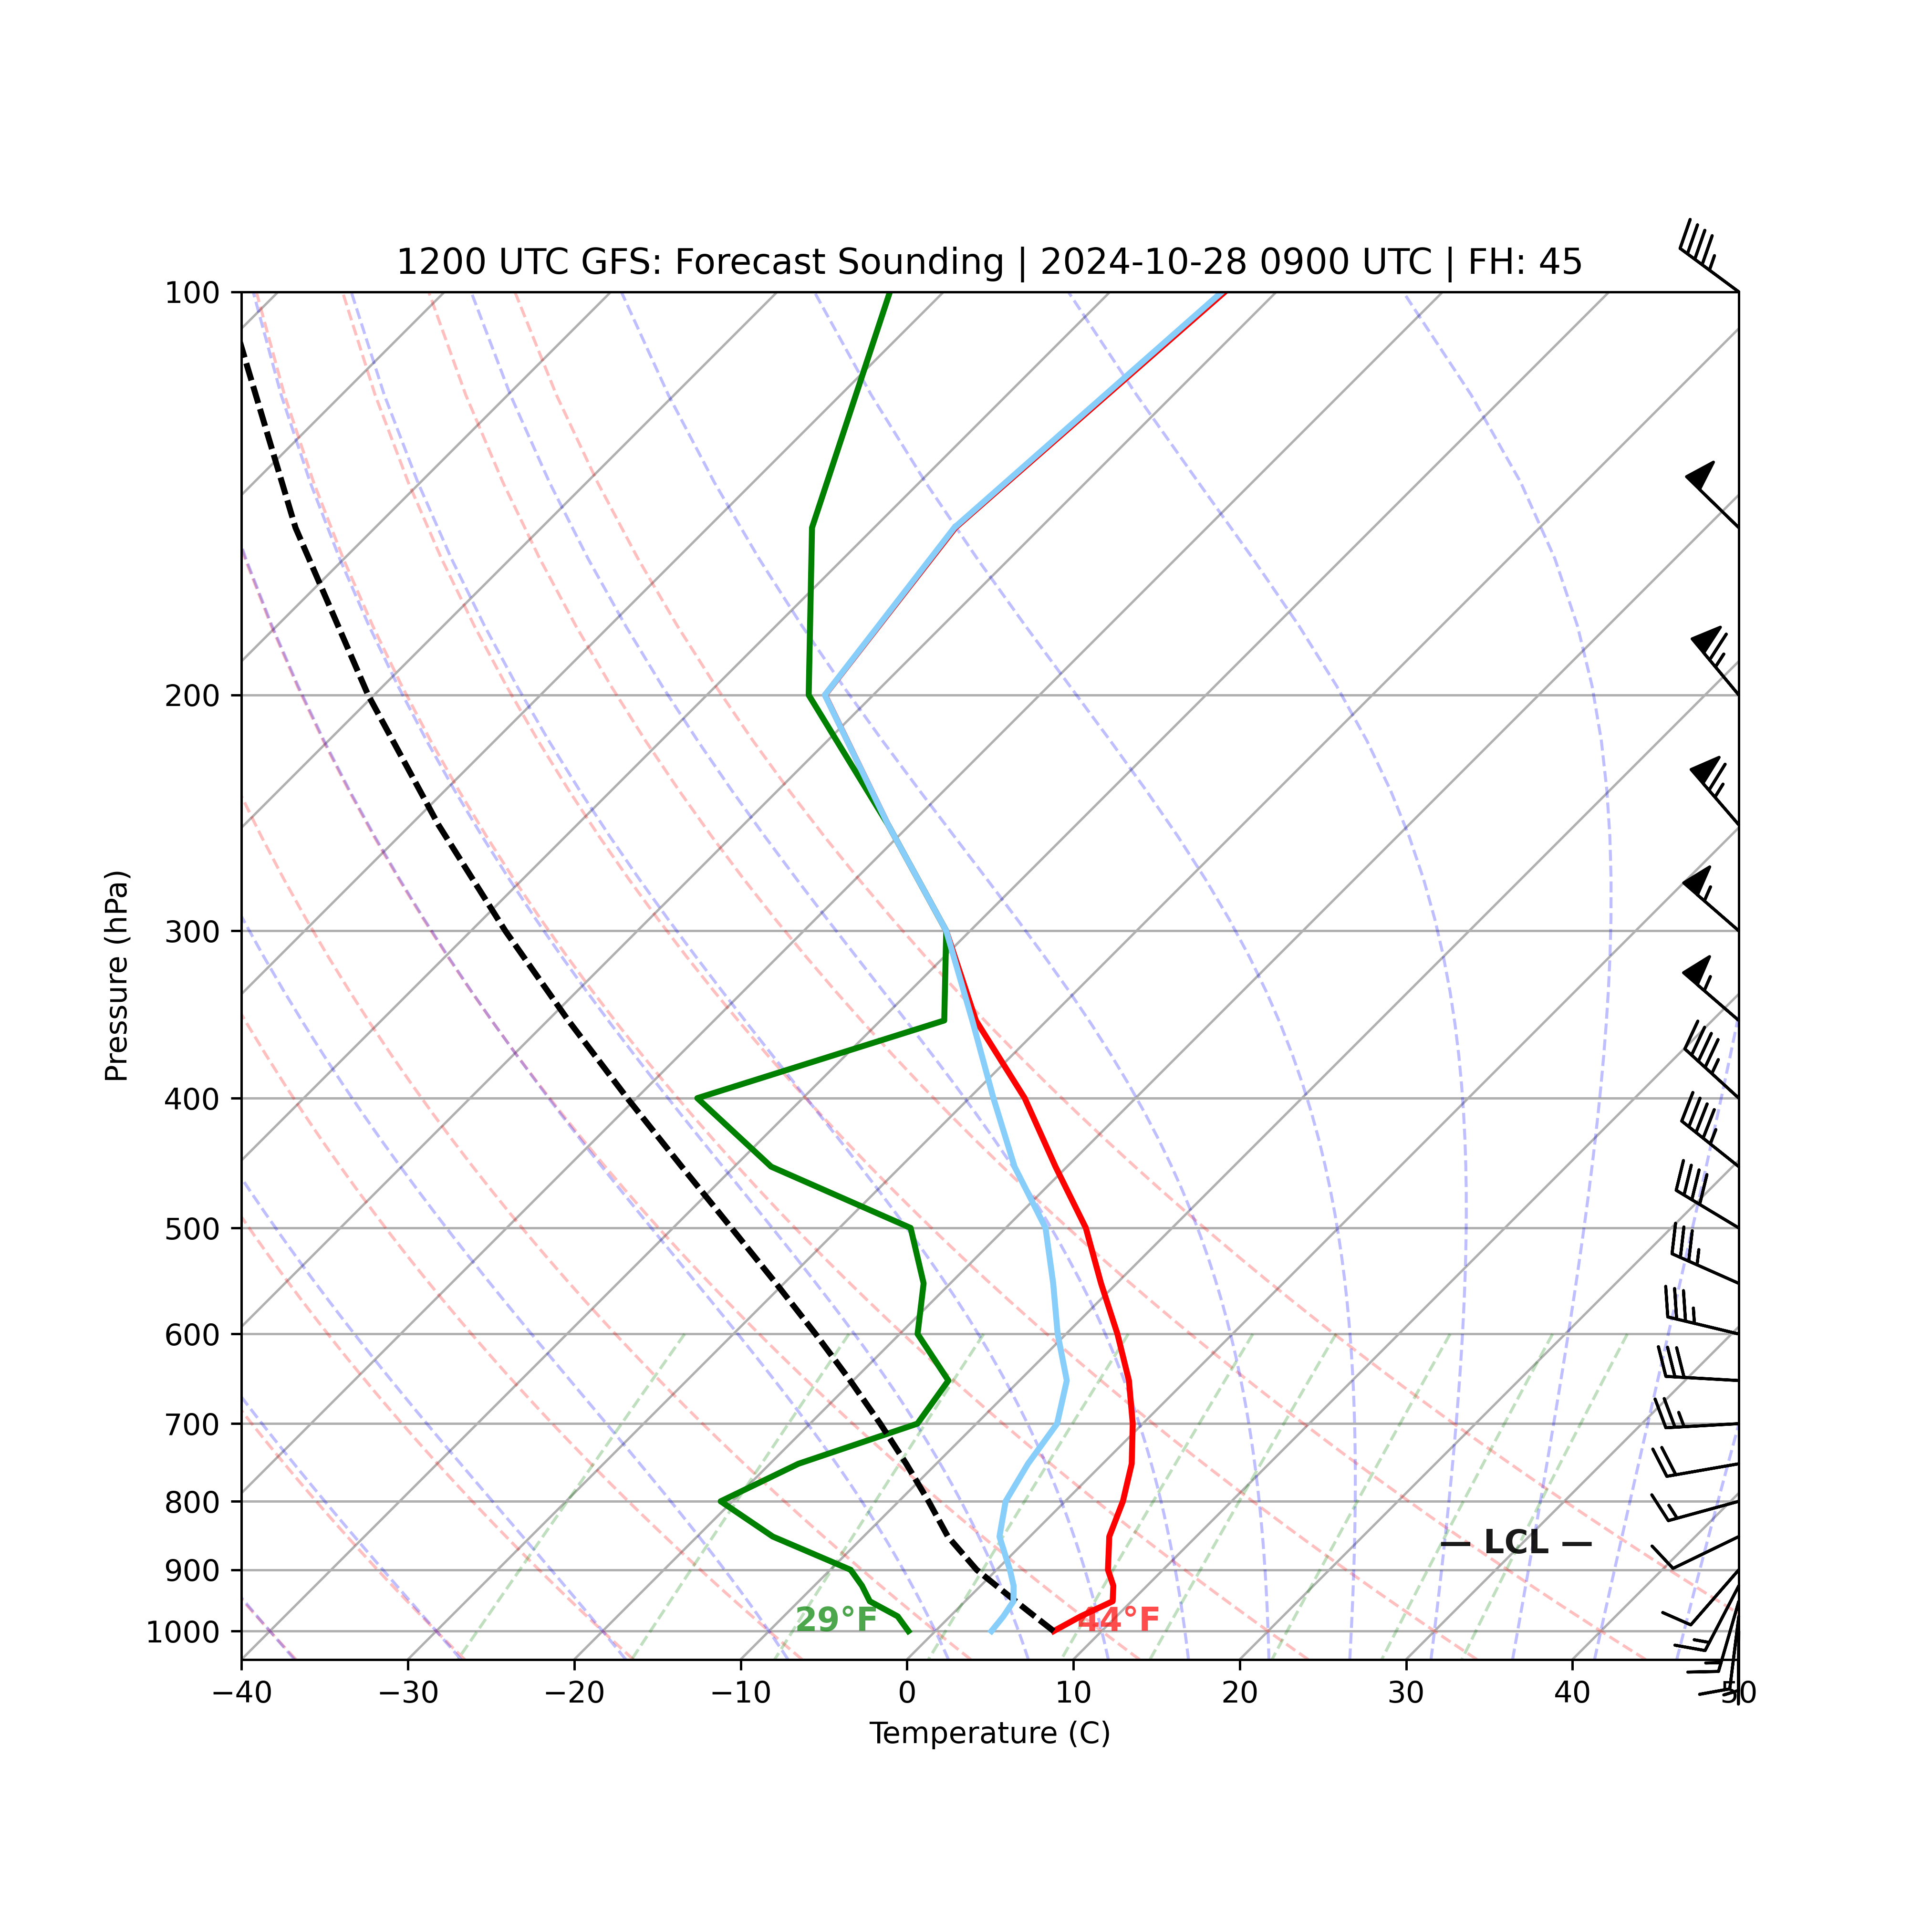 1200 UTC GFS: Forecast Sounding | 2024-10-28 0900 UTC | FH: 45
100
200
300
400
500
600
700
800
900
1000
Pressure (hPa)
— LCL —
29°F
44°F
−40 −30 −20 −10 0 10 20 30 40 50
Temperature (C)